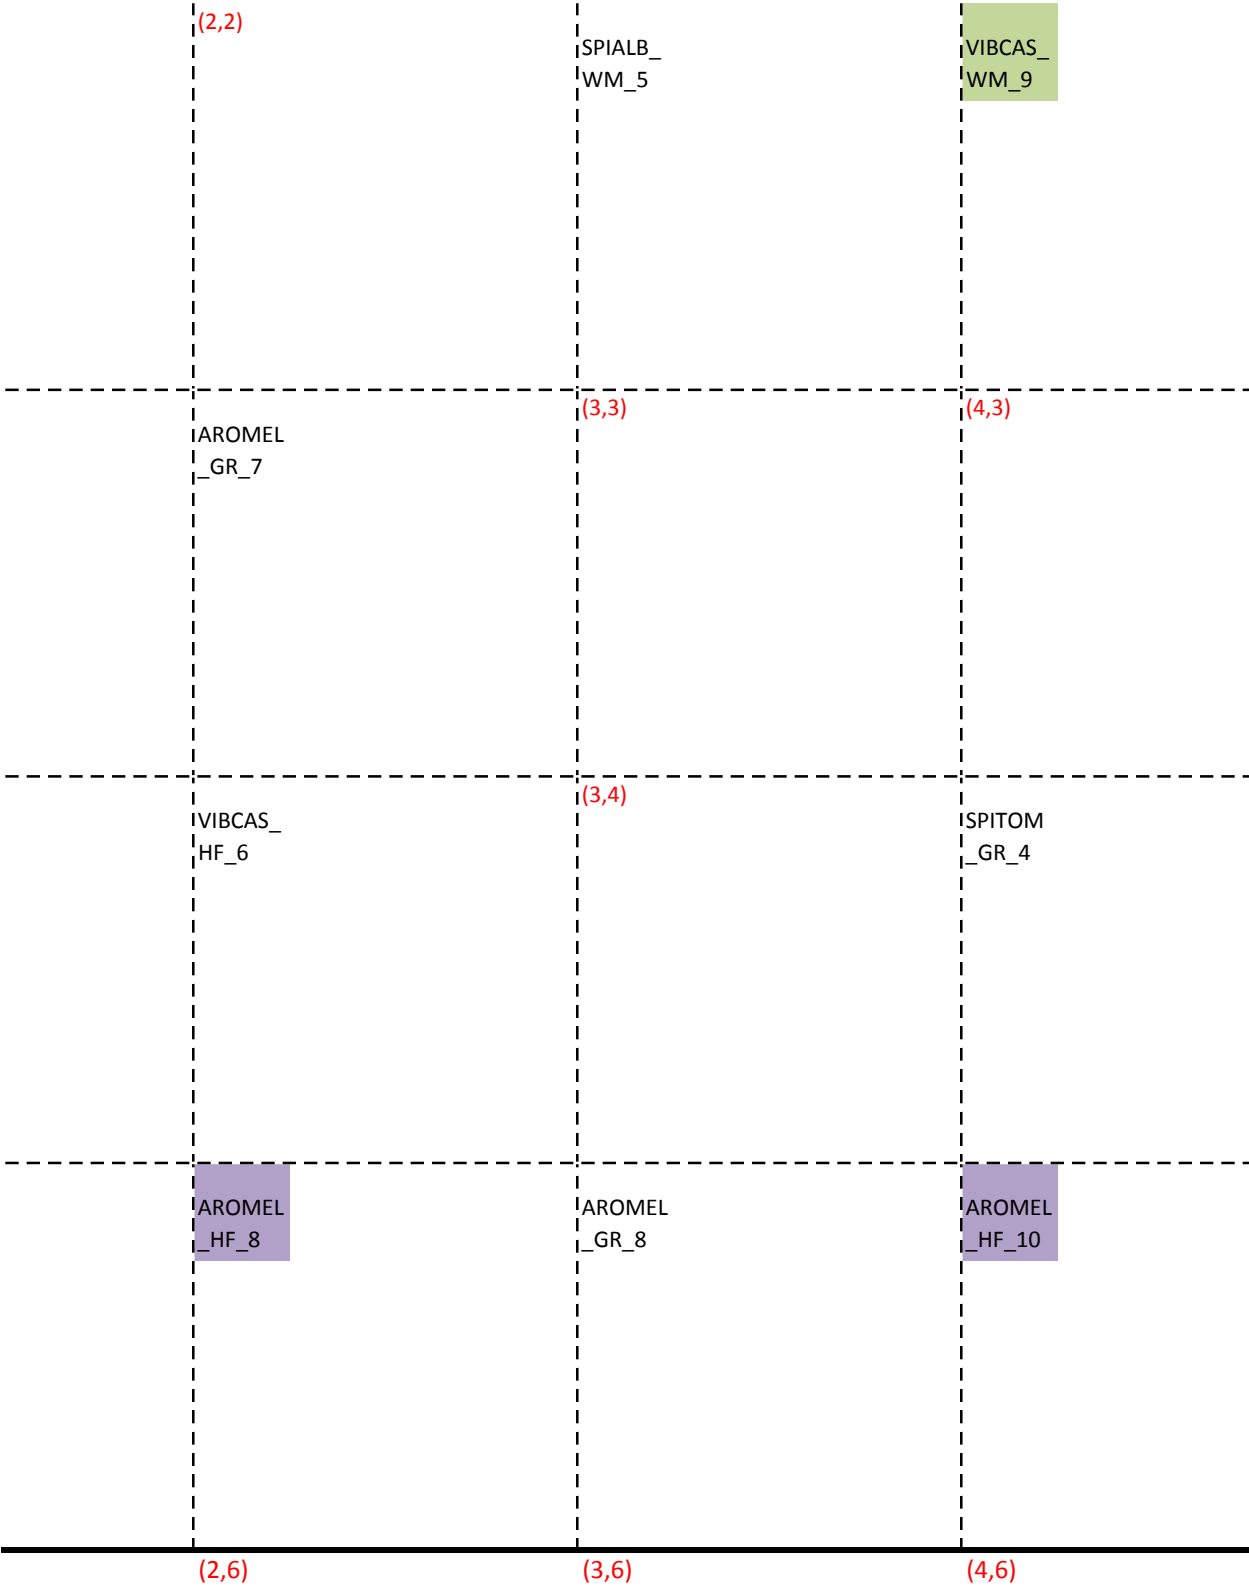 (2,2)
SPIALB_
WM_5
VIBCAS_
WM_9
(3,3)
(4,3)
AROMEL
_GR_7
(3,4)
VIBCAS_
HF_6
SPITOM
_GR_4
AROMEL
_HF_8
AROMEL
_GR_8
AROMEL
_HF_10
(2,6)
(3,6)
(4,6)